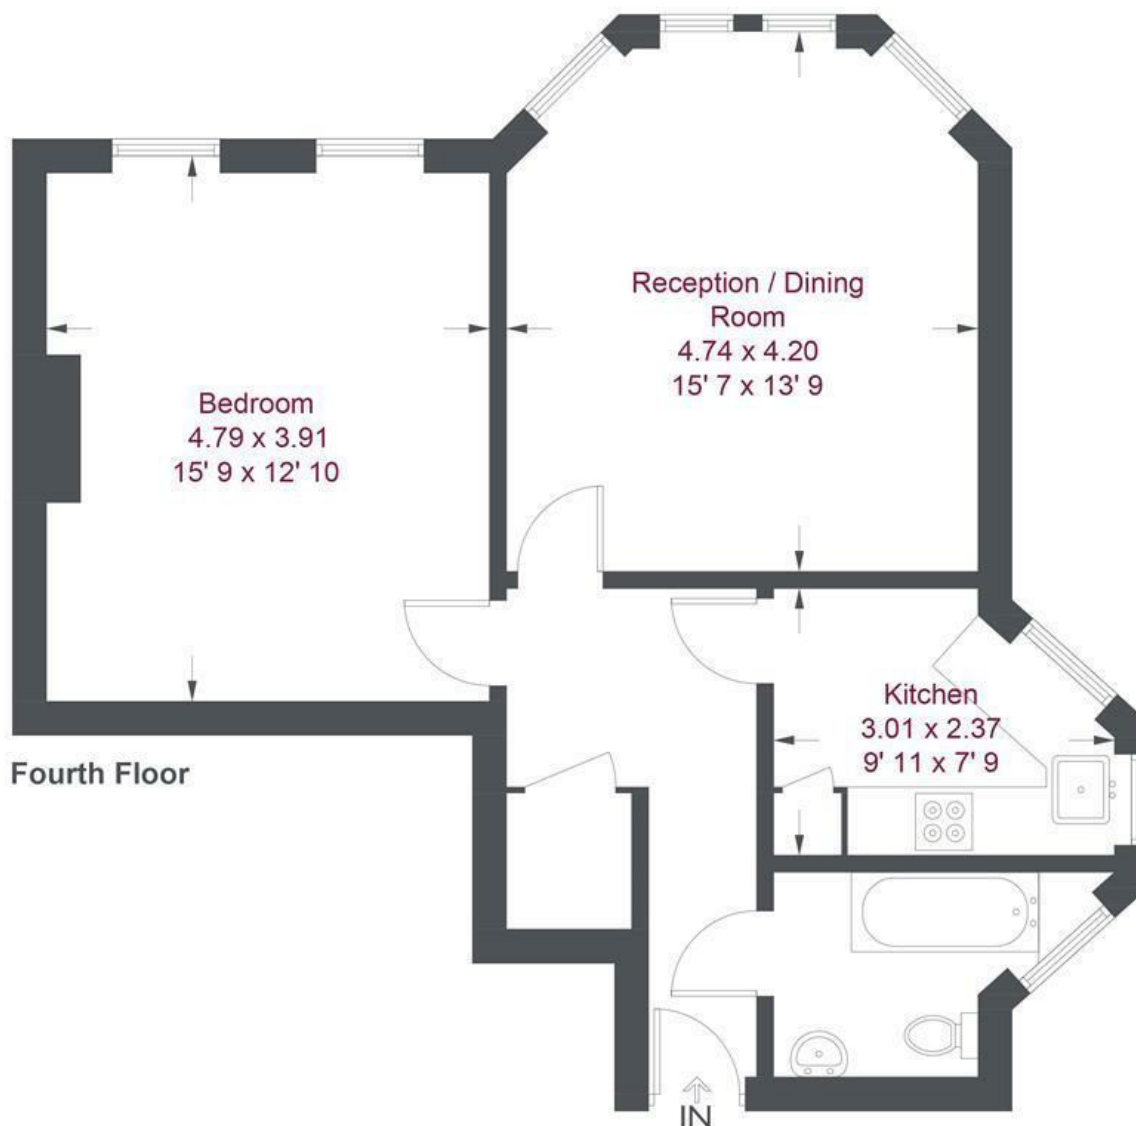 Reception / Dining
Room
4.74 x 4.20
15' 7 x 13' 9
Bedroom
4.79 x 3.91
15' 9 x 12' 10
Kitchen
3.01 x 2.37
9' 11 x 7' 9
Fourth Floor
IN